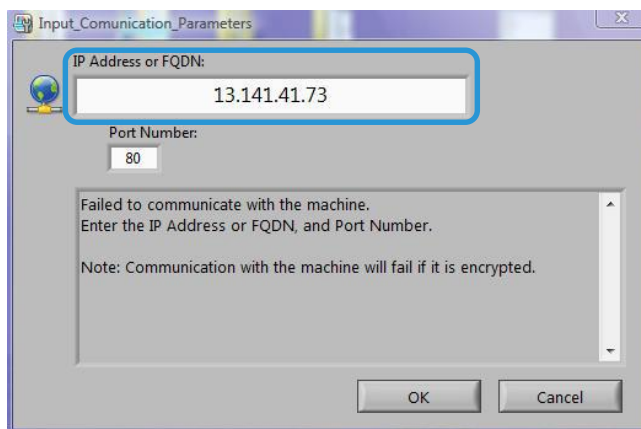 Input_Comunication_Parameters
IP Address or FQDN:
13.141.41.73
Port Number:
80
Failed to communicate with the machine.
Enter the IP Address or FQDN, and Port Number.
Note: Communication with the machine will fail if it is encrypted.
OK
Cancel